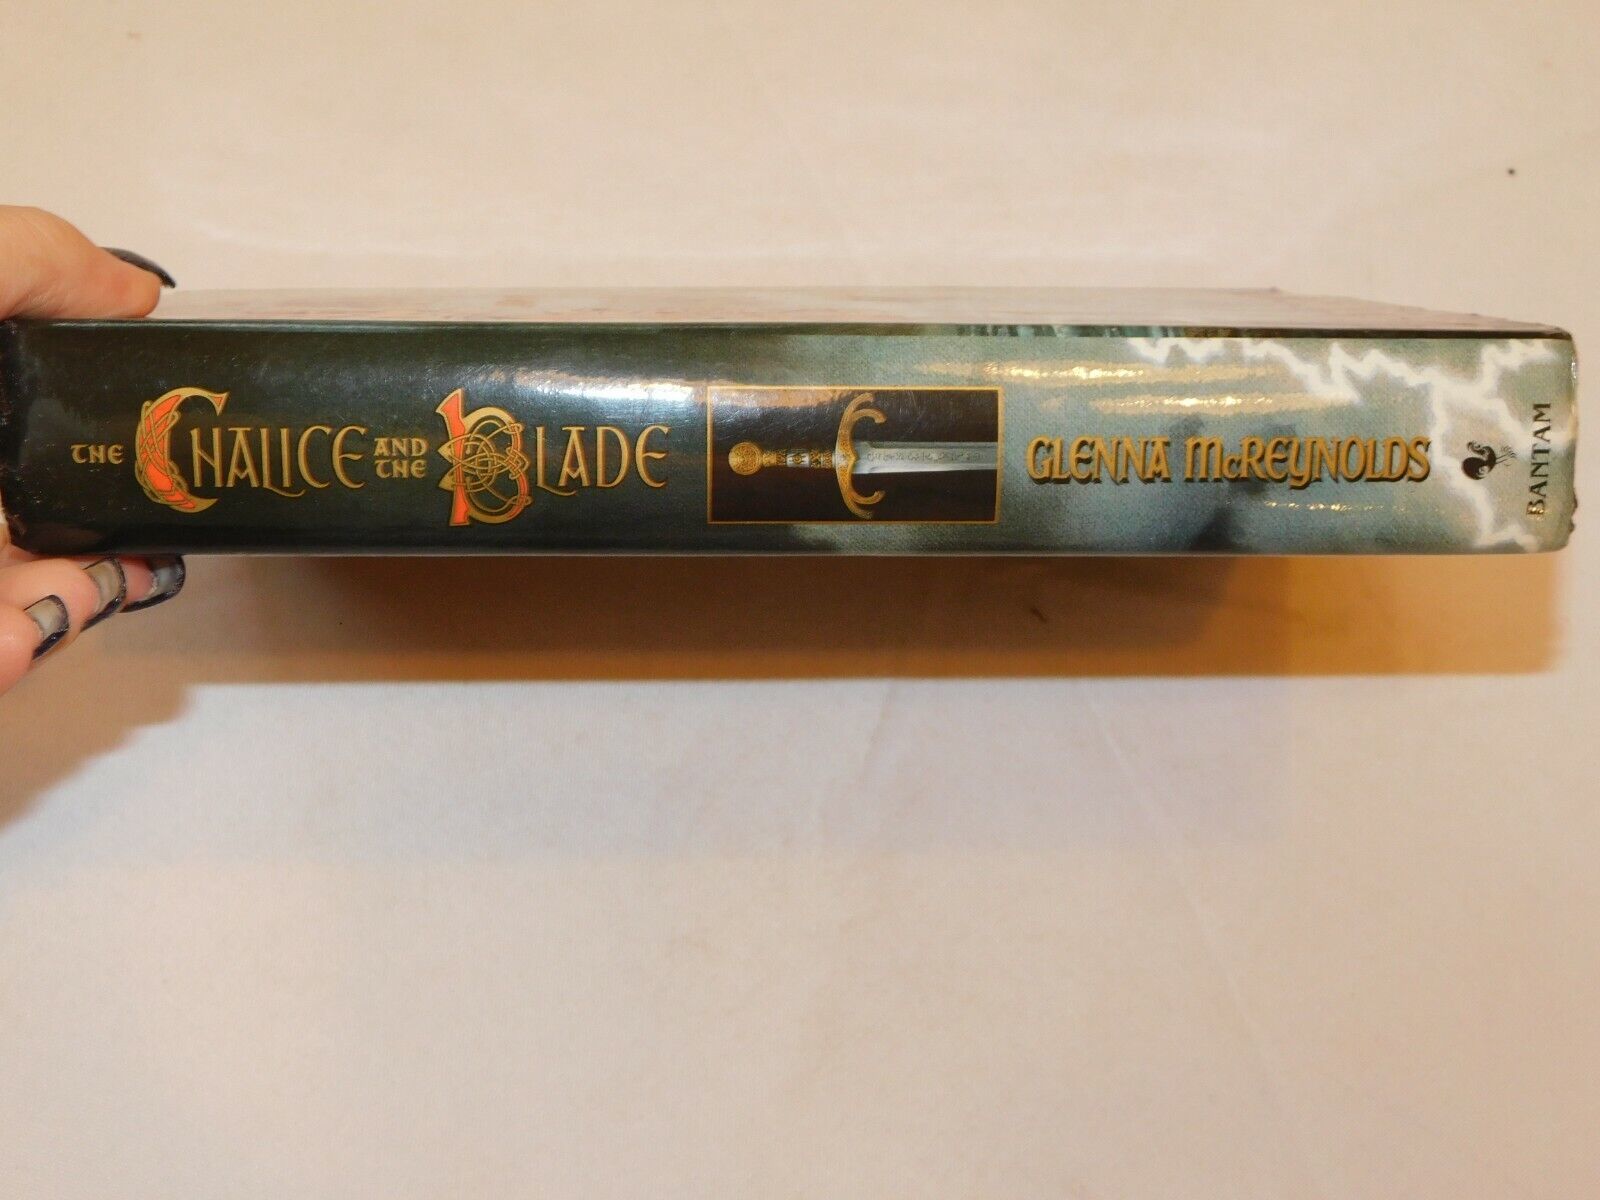 THE CHALICE AND THE BLADE
GLENNA McREYNOLDS
BANTAM